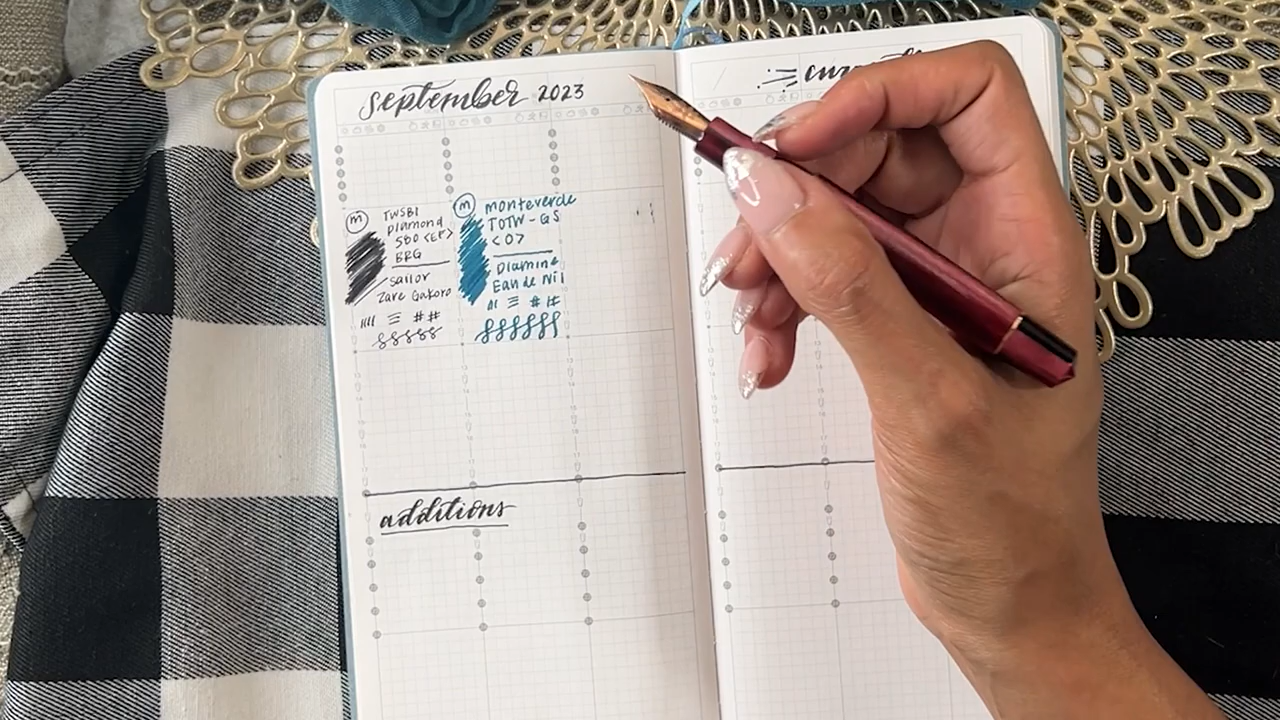 september 2023
m
TWSBI
Diamond
580 <EF>
BRG
Sailor
Zare Gakoro
m
monteverde
TOTW - GS
<0>
Diamine
Eau de Nil
additions